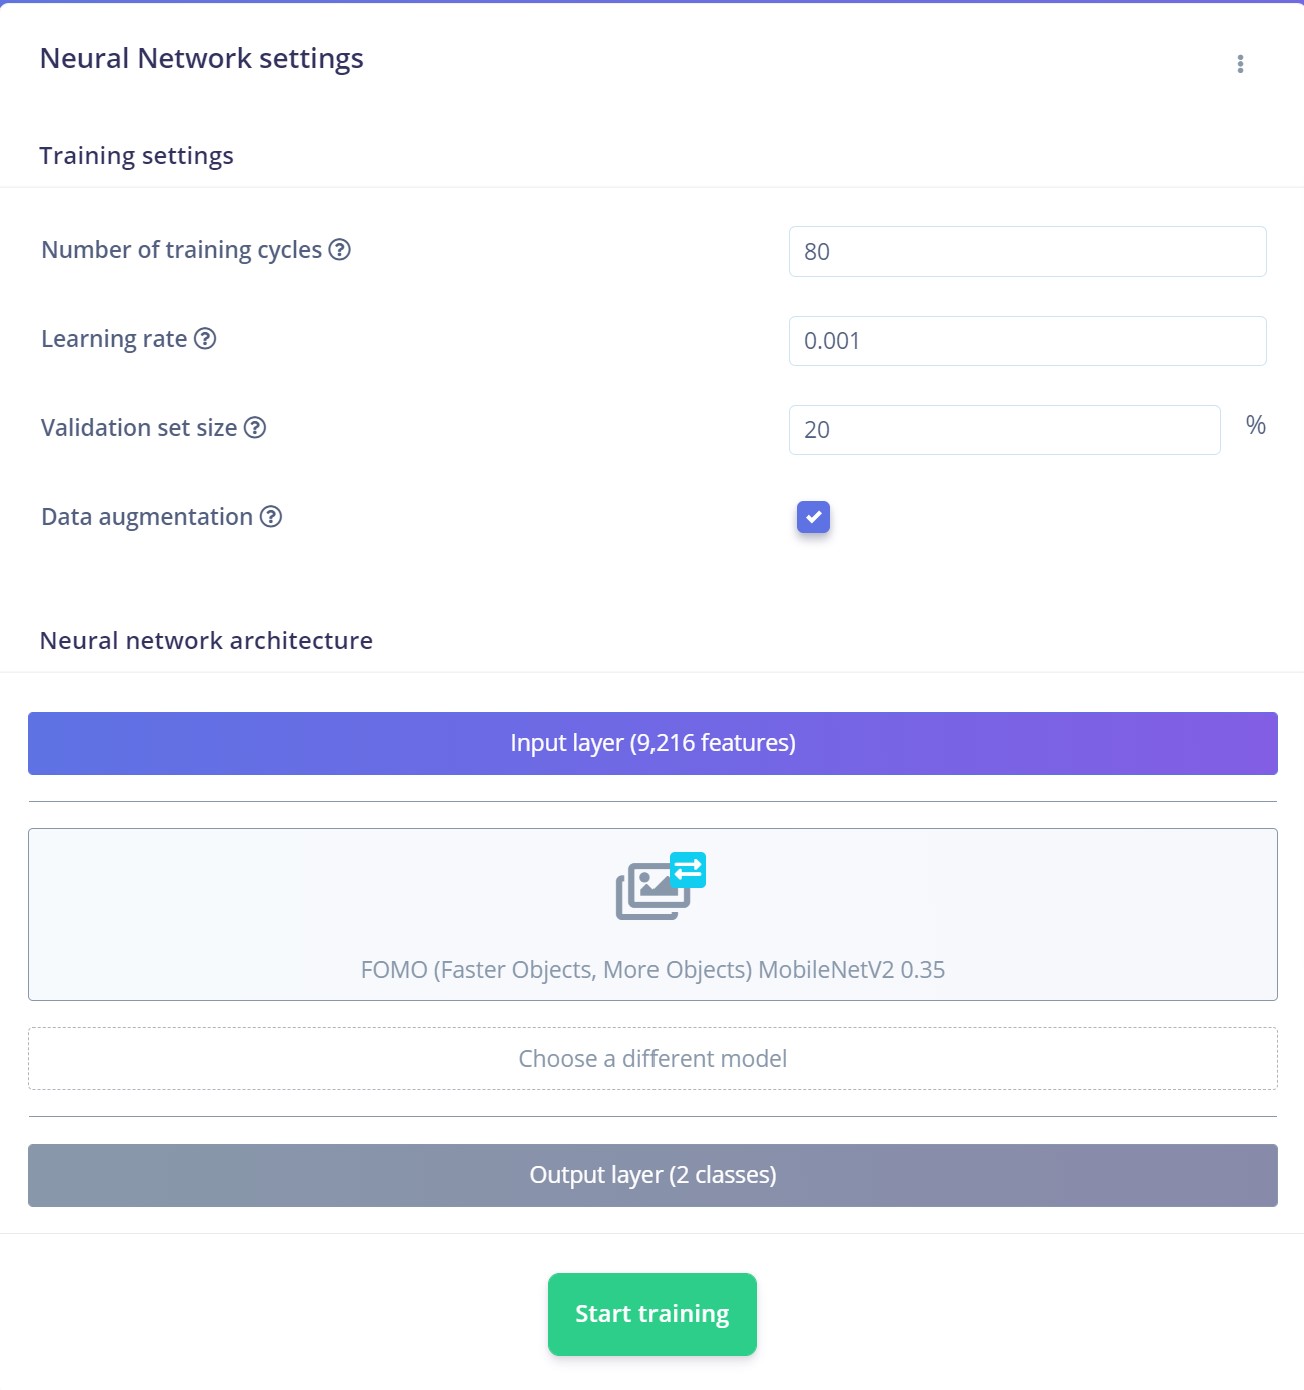 Neural Network settings
Training settings
Number of training cycles
80
Learning rate
0.001
Validation set size
20
%
Data augmentation
Neural network architecture
Input layer (9,216 features)
FOMO (Faster Objects, More Objects) MobileNetV2 0.35
Choose a different model
Output layer (2 classes)
Start training